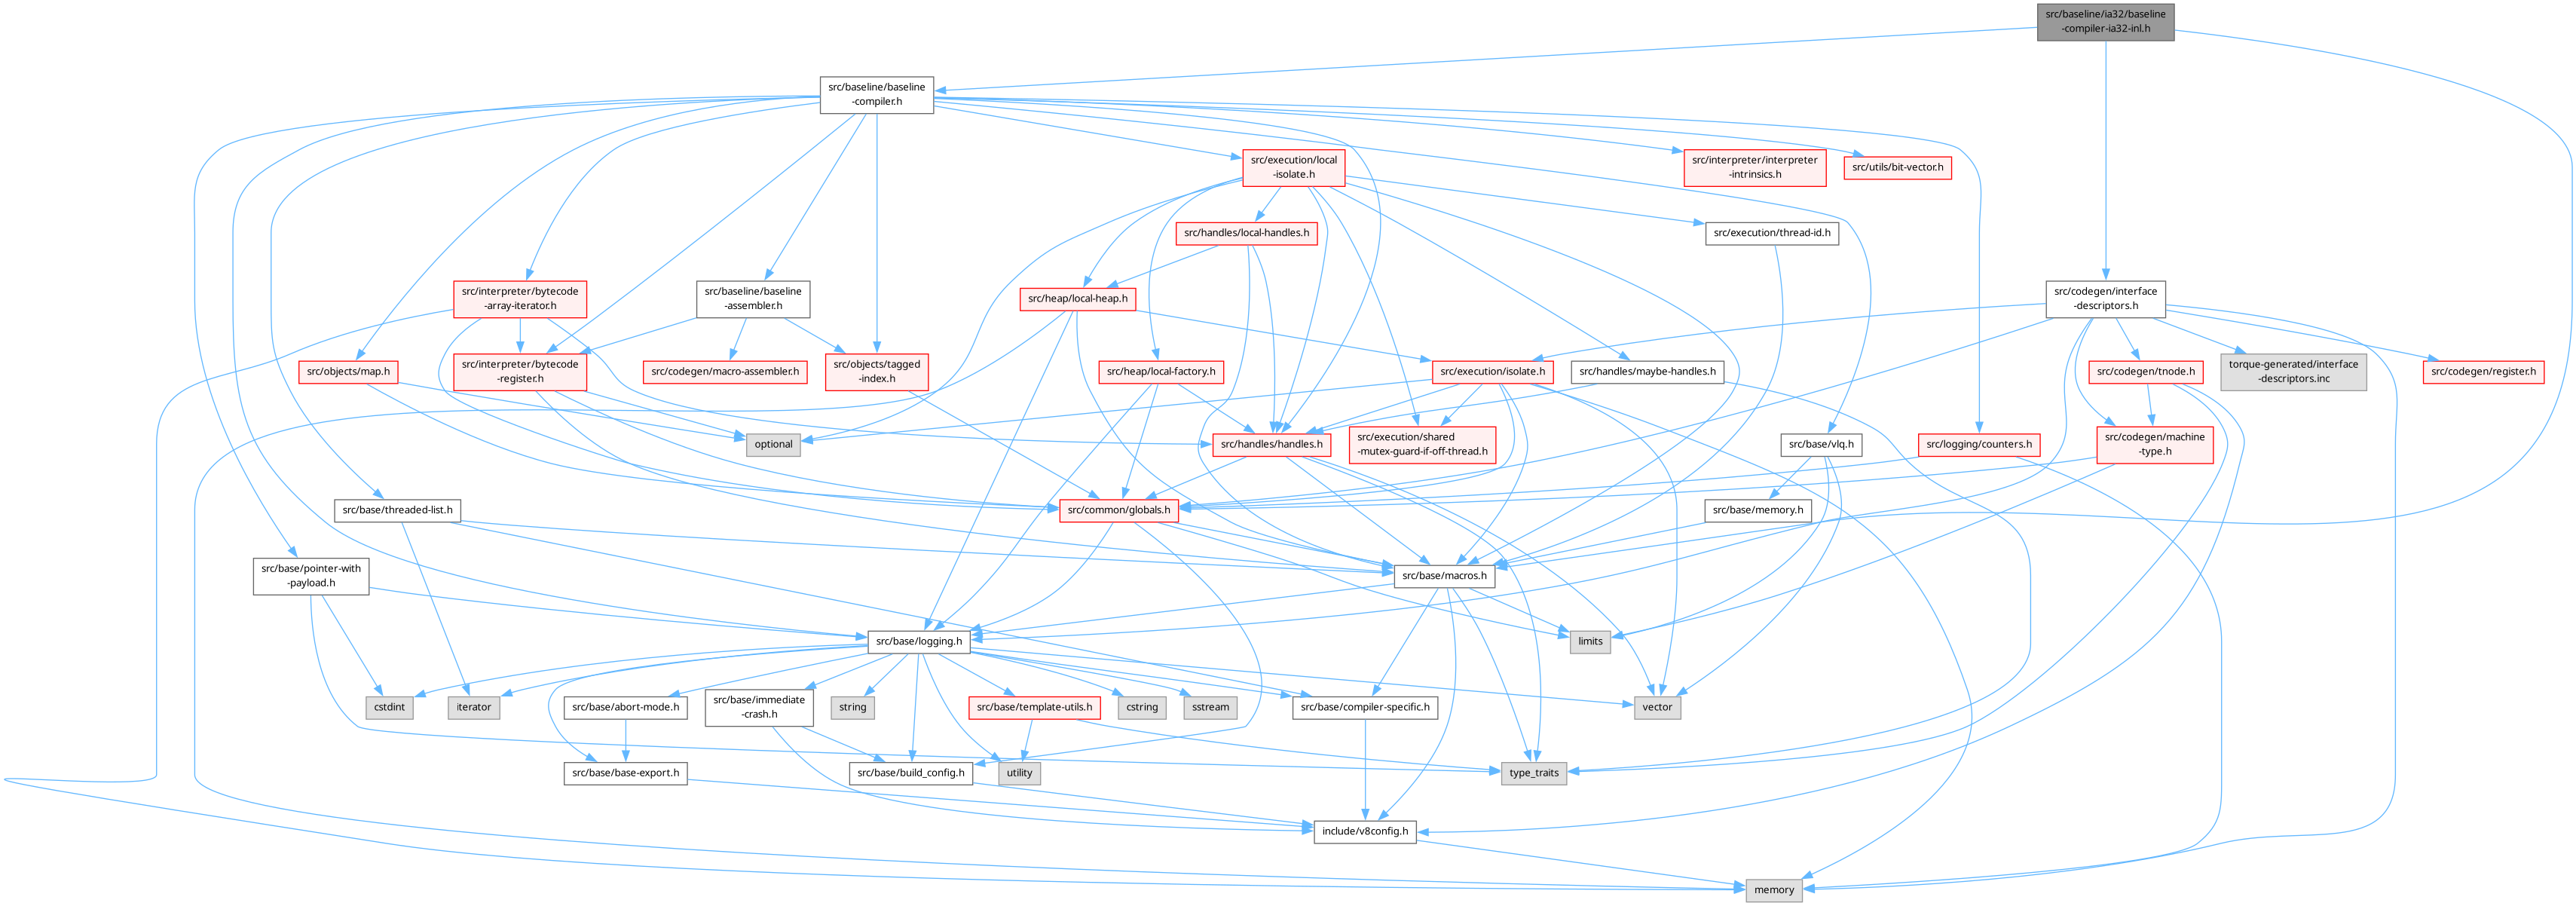 src/baseline/ia32/baseline
-compiler-ia32-inl.h
src/baseline/baseline
-compiler.h
src/execution/local
-isolate.h
src/interpreter/interpreter
-intrinsics.h
src/utils/bit-vector.h
src/handles/local-handles.h
src/execution/thread-id.h
src/interpreter/bytecode
-array-iterator.h
src/baseline/baseline
-assembler.h
src/heap/local-heap.h
src/codegen/interface
-descriptors.h
src/objects/map.h
src/interpreter/bytecode
-register.h
src/codegen/macro-assembler.h
src/objects/tagged
-index.h
src/heap/local-factory.h
src/execution/isolate.h
src/handles/maybe-handles.h
src/codegen/tnode.h
torque-generated/interface
-descriptors.inc
src/codegen/register.h
optional
src/handles/handles.h
src/execution/shared
-mutex-guard-if-off-thread.h
src/base/vlq.h
src/logging/counters.h
src/codegen/machine
-type.h
src/base/threaded-list.h
src/common/globals.h
src/base/memory.h
src/base/pointer-with
-payload.h
src/base/macros.h
src/base/logging.h
limits
cstdint
iterator
src/base/abort-mode.h
src/base/immediate
-crash.h
string
src/base/template-utils.h
cstring
sstream
src/base/compiler-specific.h
vector
src/base/base-export.h
src/base/build_config.h
utility
type_traits
include/v8config.h
memory